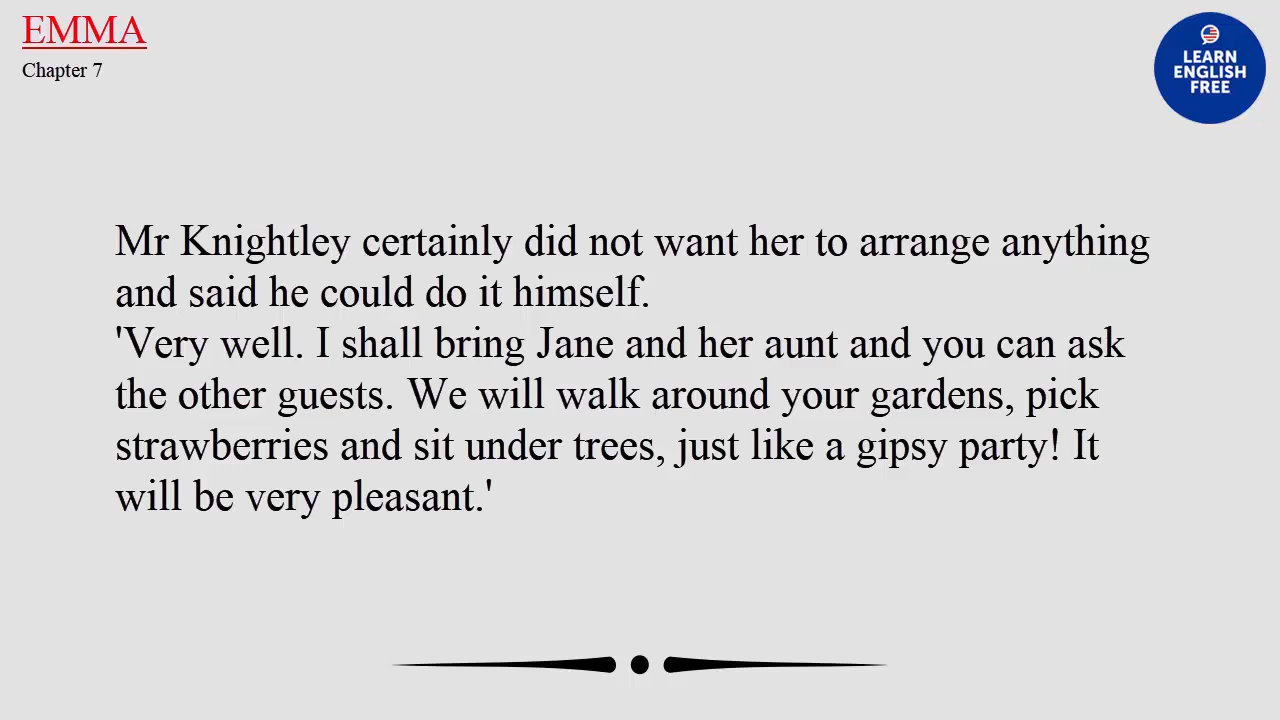 EMMA
Chapter 7
LEARN
ENGLISH
FREE
Mr Knightley certainly did not want her to arrange anything
and said he could do it himself.
'Very well. I shall bring Jane and her aunt and you can ask
the other guests. We will walk around your gardens, pick
strawberries and sit under trees, just like a gipsy party! It
will be very pleasant.'